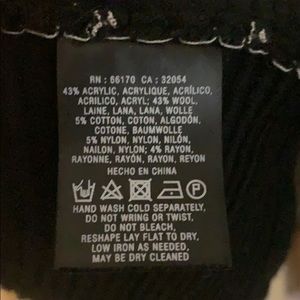 RN : 66170 CA : 32054
43% ACRYLIC, ACRYLIQUE, ACRÍLICO,
ACRILICO, ACRYL; 43% WOOL,
LAINE, LANA, LANA, WOLLE
5% COTTON, COTON, ALGODÓN,
COTONE, BAUMWOLLE
5% NYLON, NYLON, NILÓN,
NAILON, NYLON; 4% RAYON,
RAYONNE, RAYÓN, RAYON, REYON
HECHO EN CHINA
HAND WASH COLD SEPARATELY,
DO NOT WRING OR TWIST,
DO NOT BLEACH,
RESHAPE LAY FLAT TO DRY,
LOW IRON AS NEEDED,
MAY BE DRY CLEANED